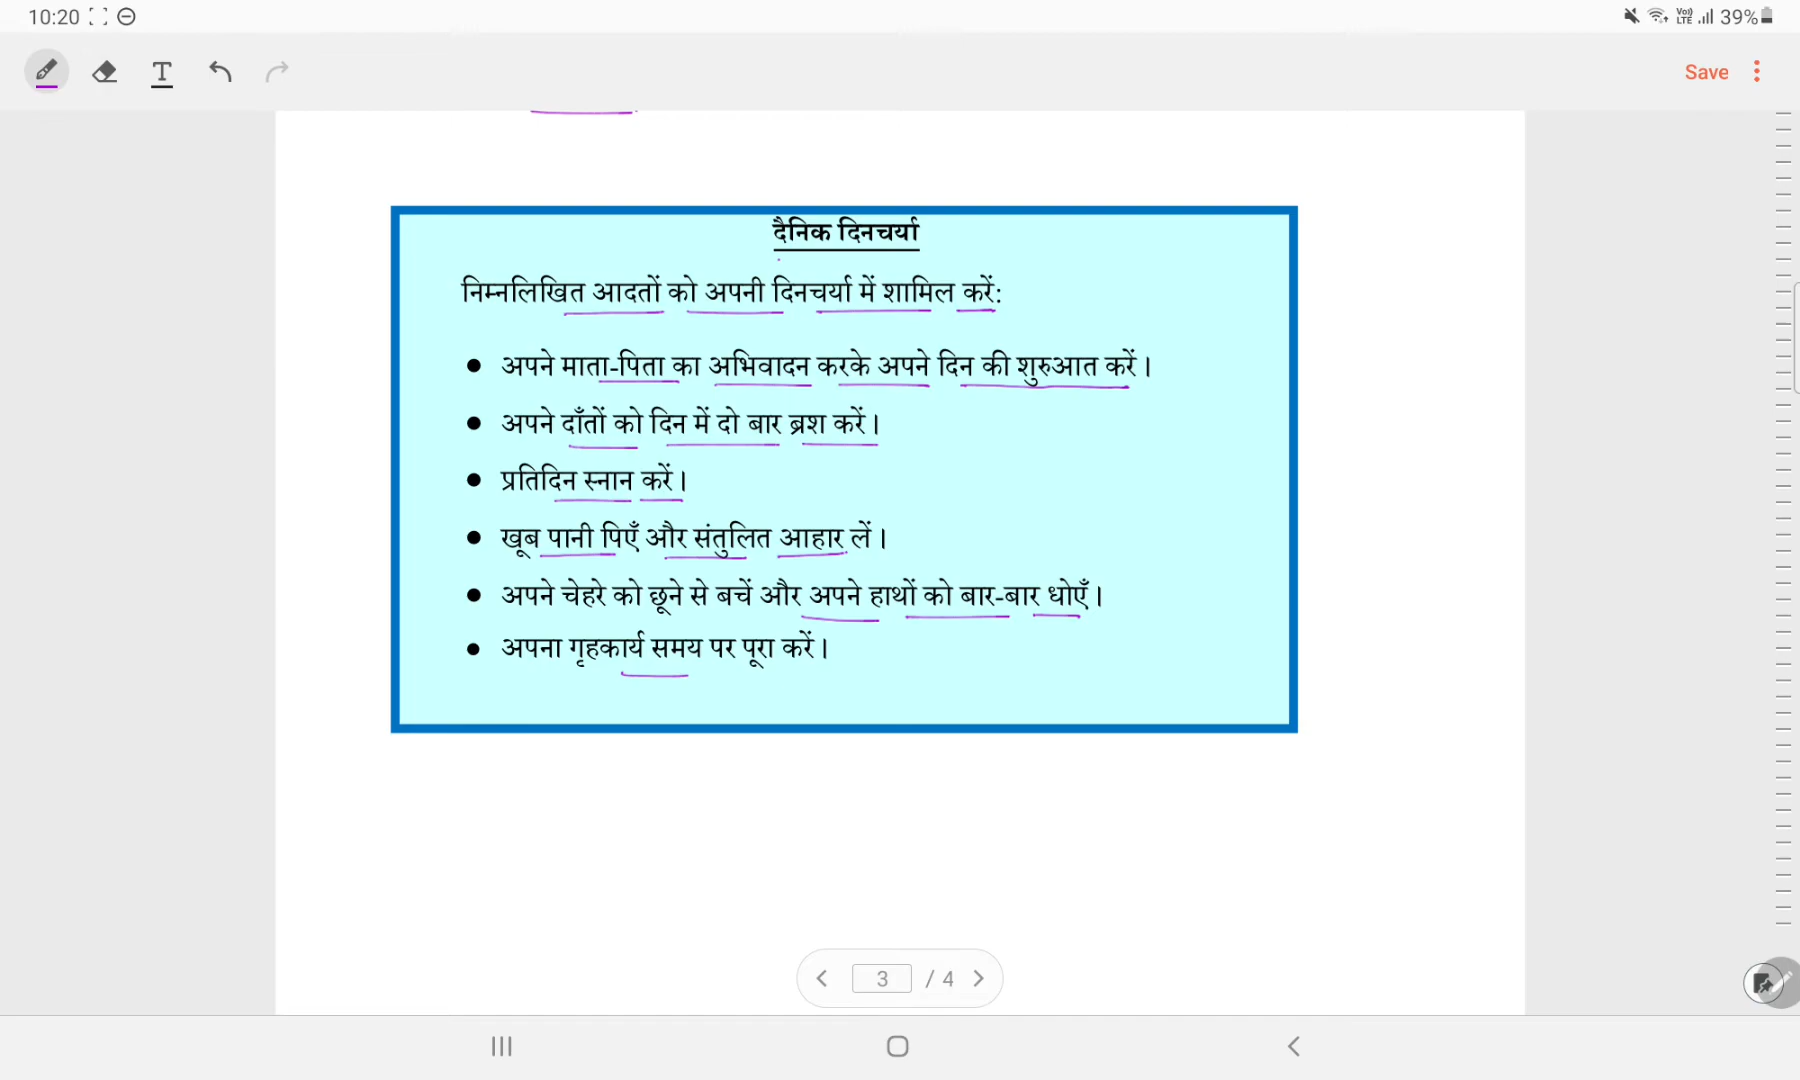 10:20
39%
Save
दैनिक दिनचर्या
निम्नलिखित आदतों को अपनी दिनचर्या में शामिल करें:
● अपने माता-पिता का अभिवादन करके अपने दिन की शुरुआत करें।
● अपने दाँतों को दिन में दो बार ब्रश करें।
● प्रतिदिन स्नान करें।
● खूब पानी पिएँ और संतुलित आहार लें।
● अपने चेहरे को छूने से बचें और अपने हाथों को बार-बार धोएँ।
● अपना गृहकार्य समय पर पूरा करें।
3 / 4